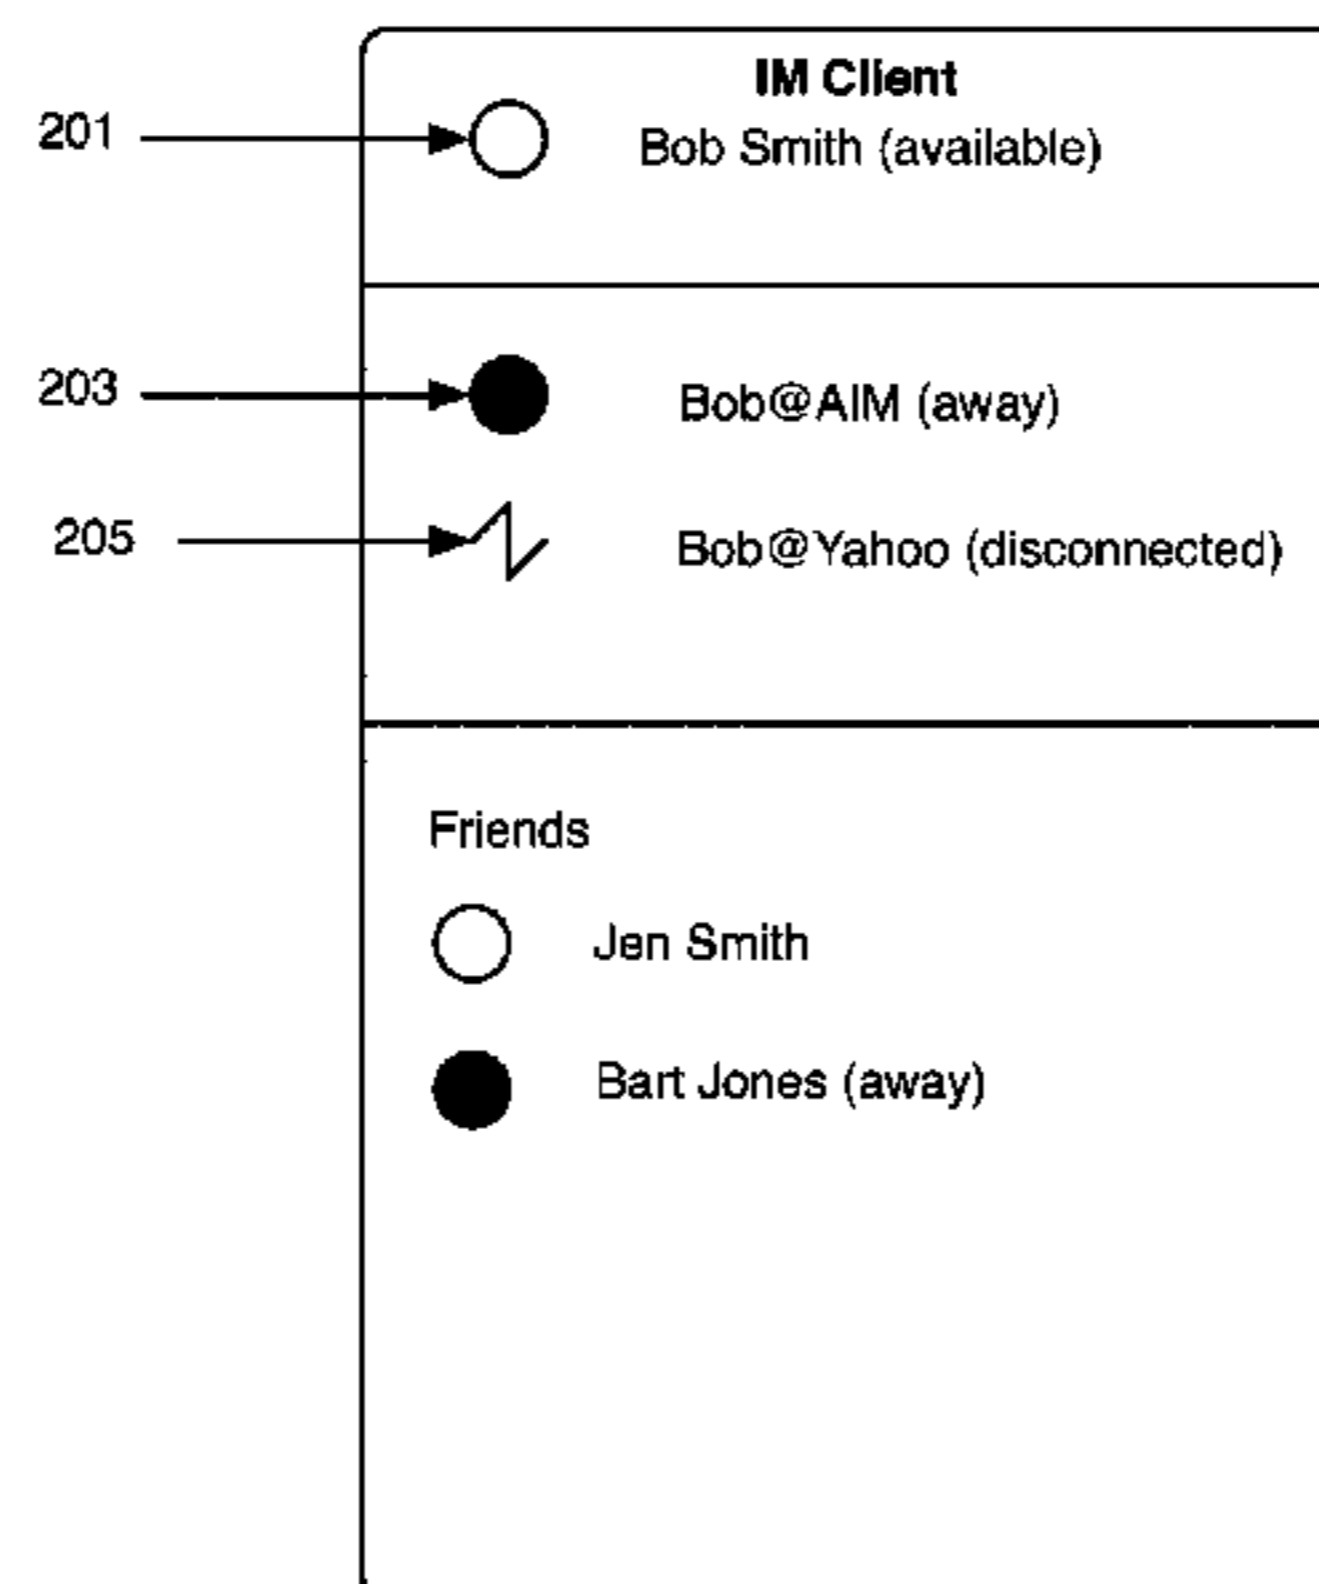 IM Client
201
Bob Smith (available)
203
Bob@AIM (away)
205
Bob@Yahoo (disconnected)
Friends
Jen Smith
Bart Jones (away)